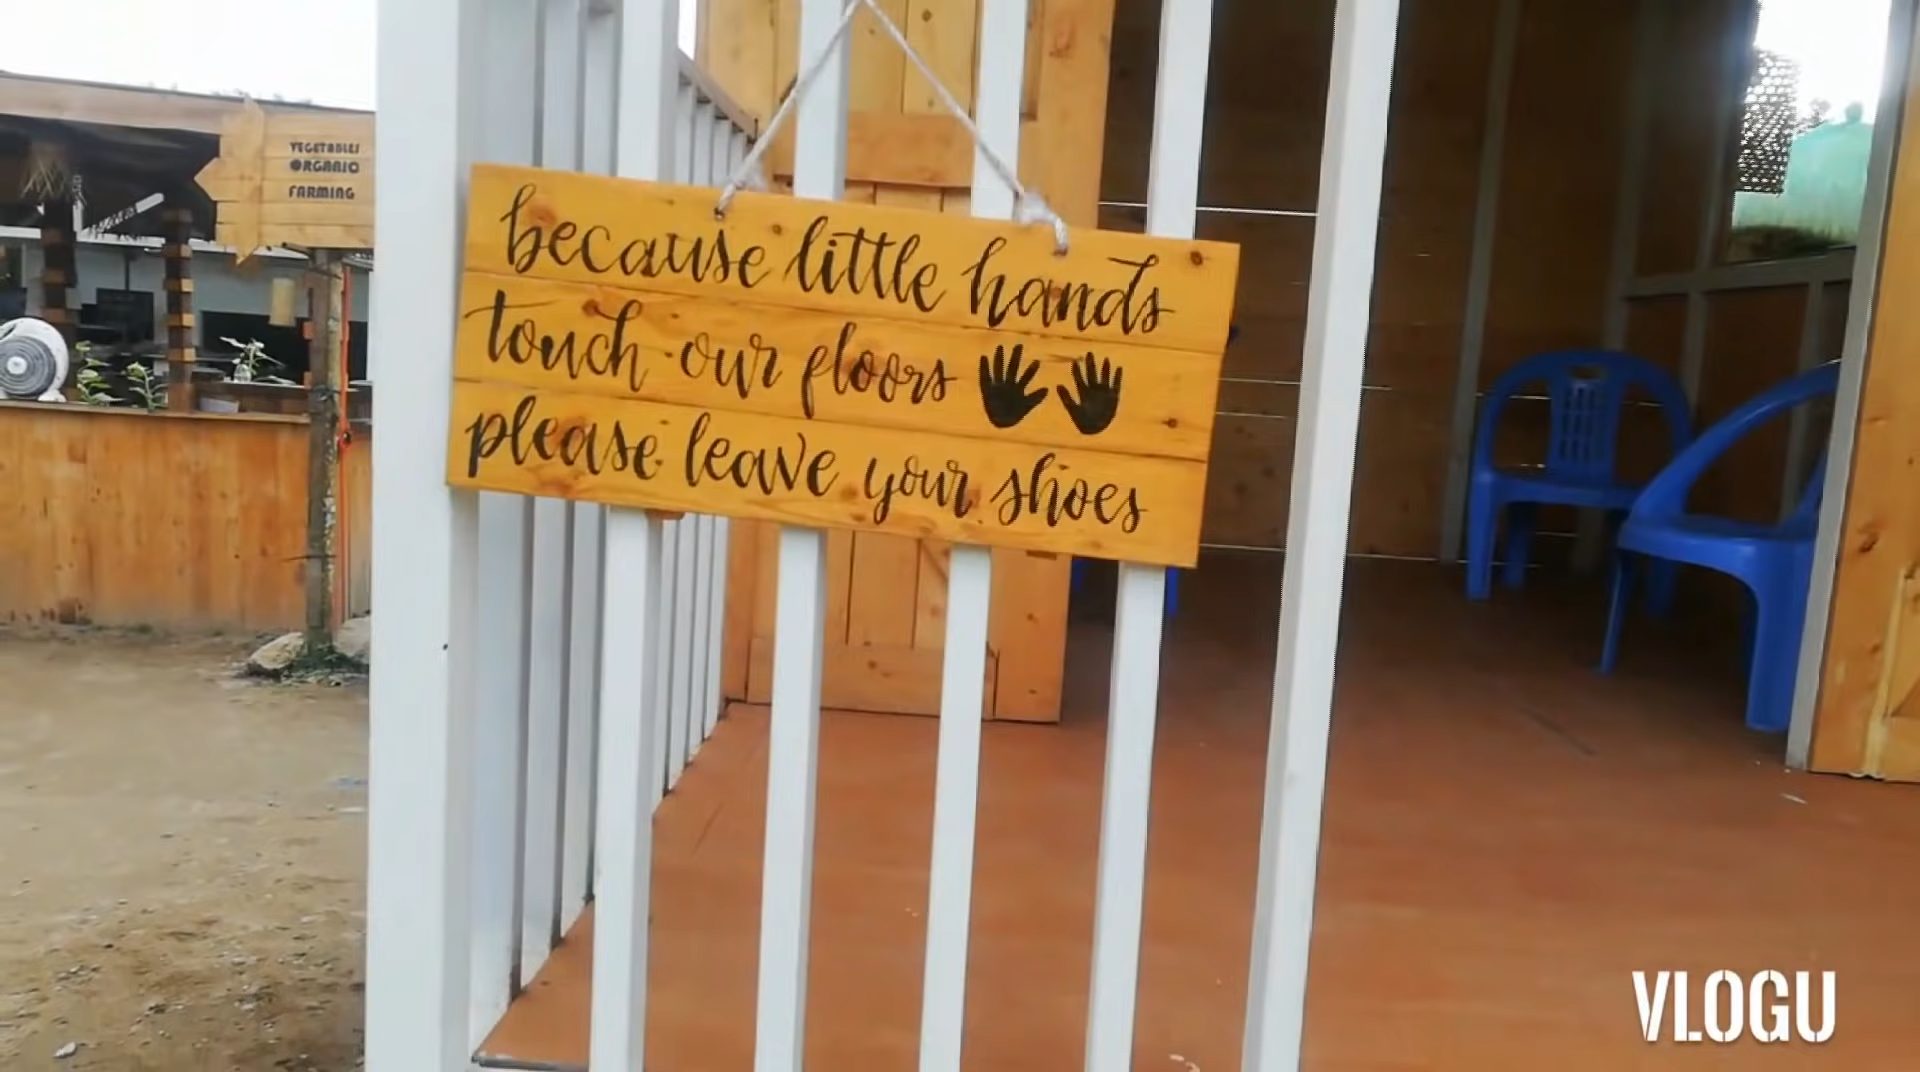 VEGETABLES
ORGANIC
FARMING
because little hands
touch our floors
please leave your shoes
VLOGU